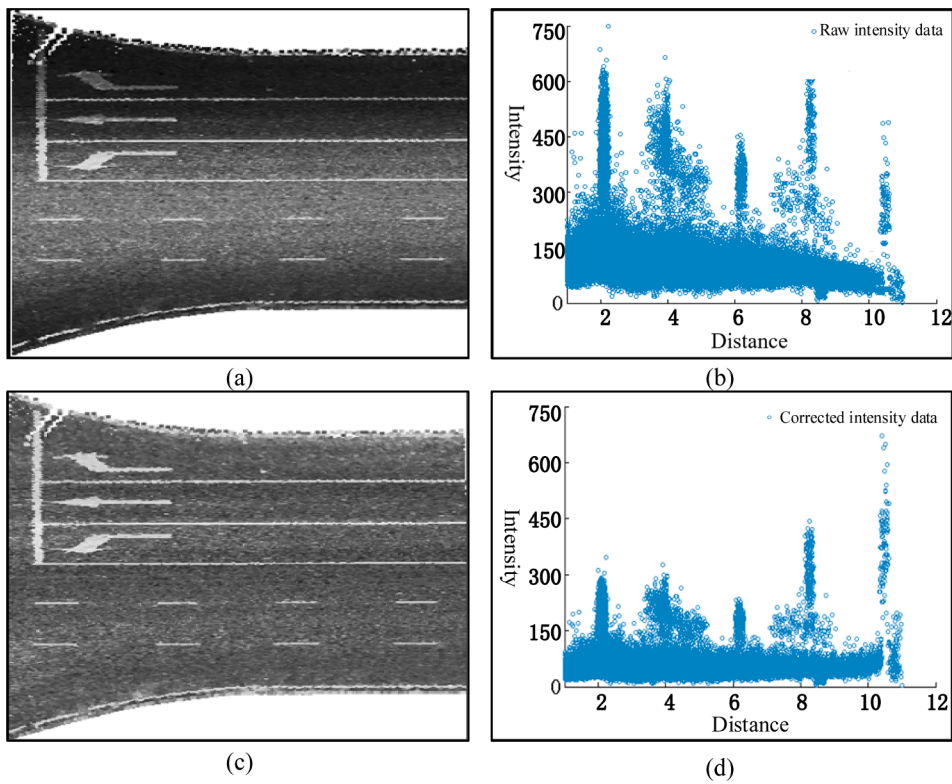 750
600
450
300
150
0
Intensity
Raw intensity data
2
4
6
8
10
12
Distance
(a)
(b)
750
600
450
300
150
0
Intensity
Corrected intensity data
2
4
6
8
10
12
Distance
(c)
(d)